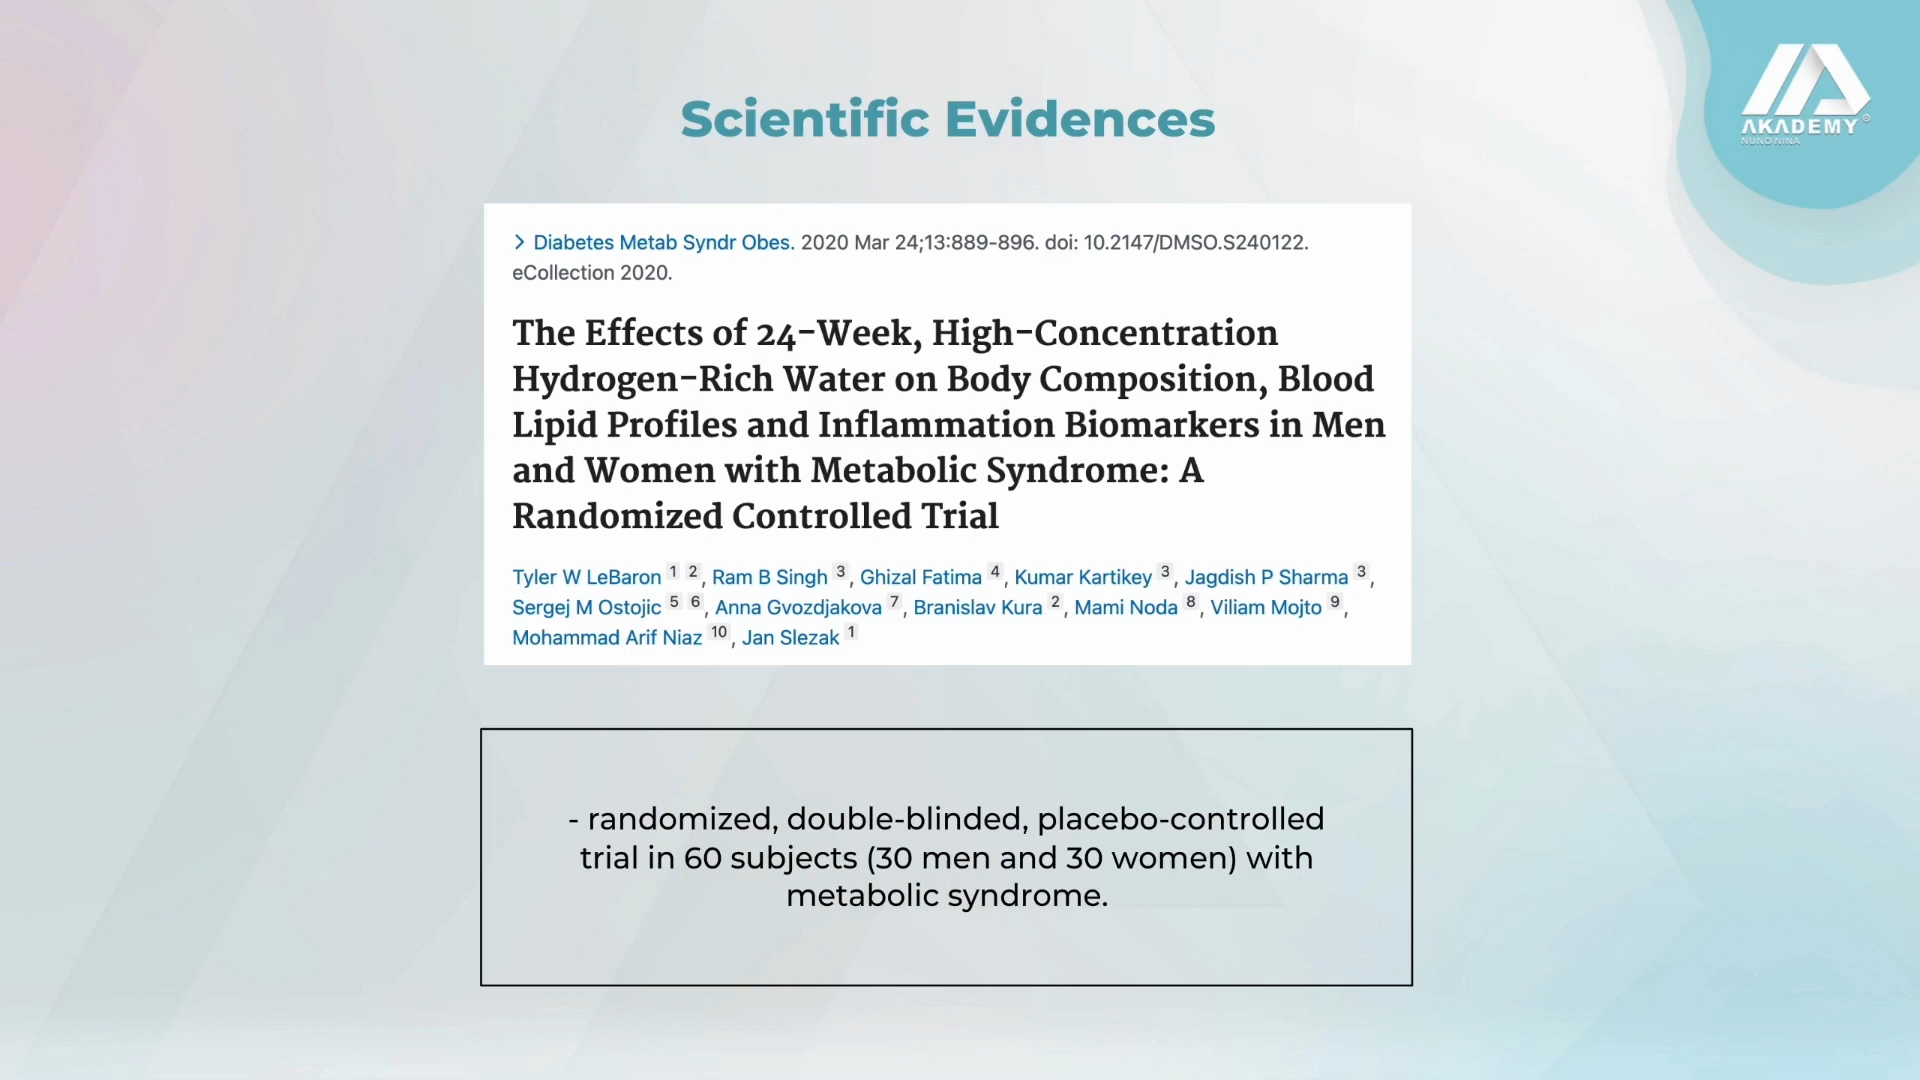 AKADEMY®
NUNO NINA
Scientific Evidences
> Diabetes Metab Syndr Obes. 2020 Mar 24;13:889-896. doi: 10.2147/DMSO.S240122.
eCollection 2020.
The Effects of 24-Week, High-Concentration
Hydrogen-Rich Water on Body Composition, Blood
Lipid Profiles and Inflammation Biomarkers in Men
and Women with Metabolic Syndrome: A
Randomized Controlled Trial
Tyler W LeBaron 1 2, Ram B Singh 3, Ghizal Fatima 4, Kumar Kartikey 3, Jagdish P Sharma 3,
Sergej M Ostojic 5 6, Anna Gvozdjakova 7, Branislav Kura 2, Mami Noda 8, Viliam Mojto 9,
Mohammad Arif Niaz 10, Jan Slezak 1
- randomized, double-blinded, placebo-controlled
trial in 60 subjects (30 men and 30 women) with
metabolic syndrome.